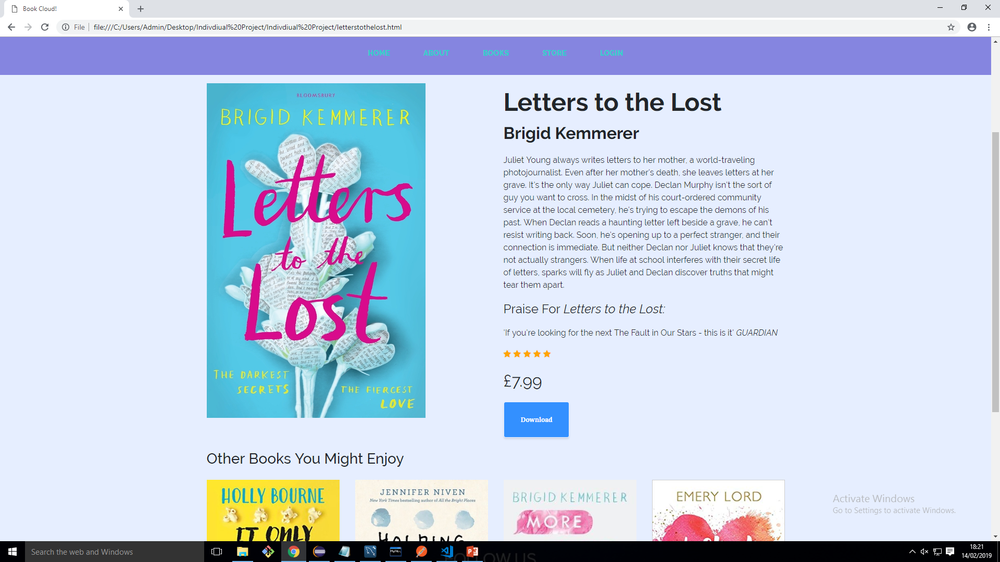 Book Cloud!
File
file:///C:/Users/Admin/Desktop/Indivdiual%20Project/Indivdiual%20Project/letterstothelost.html
HOME ABOUT BOOKS STORE LOGIN
BLOOMSBURY
BRIGID KEMMERER
Letters
to the
Lost
THE DARKEST
SECRETS
THE FIERCEST
LOVE
Letters to the Lost
Brigid Kemmerer
Juliet Young always writes letters to her mother, a world-traveling
photojournalist. Even after her mother's death, she leaves letters at her
grave. It's the only way Juliet can cope. Declan Murphy isn't the sort of
guy you want to cross. In the midst of his court-ordered community
service at the local cemetery, he's trying to escape the demons of his
past. When Declan reads a haunting letter left beside a grave, he can't
resist writing back. Soon, he's opening up to a perfect stranger, and their
connection is immediate. But neither Declan nor Juliet knows that they're
not actually strangers. When life at school interferes with their secret life
of letters, sparks will fly as Juliet and Declan discover truths that might
tear them apart.
Praise For Letters to the Lost:
'If you're looking for the next The Fault in Our Stars - this is it' GUARDIAN
£7.99
Download
Other Books You Might Enjoy
HOLLY BOURNE
IT ONLY
JENNIFER NIVEN
New York Times bestselling author of All the Bright Places
HOLDING
BRIGID KEMMERER
MORE
EMERY LORD
Activate Windows
Go to Settings to activate Windows.
FOLLOW US
Search the web and Windows
18:21
14/02/2019